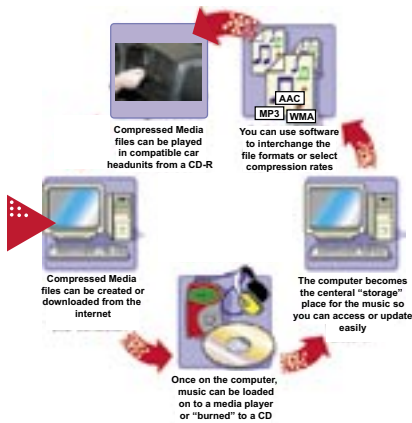 AAC
MP3
WMA
Compressed Media
files can be played
in compatible car
headunits from a CD-R
You can use software
to interchange the
file formats or select
compression rates
Compressed Media
files can be created or
downloaded from the
internet
The computer becomes
the centeral “storage”
place for the music so
you can access or update
easily
Once on the computer,
music can be loaded
on to a media player
or “burned” to a CD